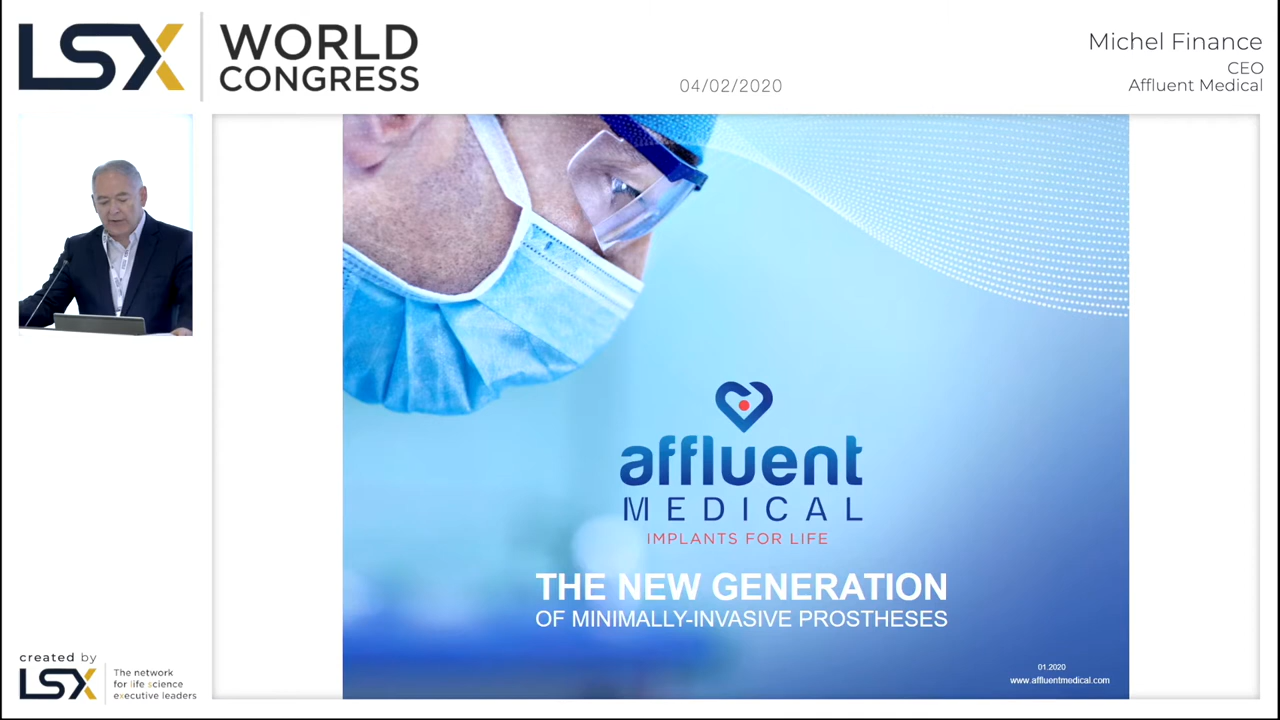 LSX
WORLD
CONGRESS
04/02/2020
Michel Finance
CEO
Affluent Medical
affluent
MEDICAL
IMPLANTS FOR LIFE
THE NEW GENERATION
OF MINIMALLY-INVASIVE PROSTHESES
01.2020
www.affluentmedical.com
created by
LSX
The network
for life science
executive leaders